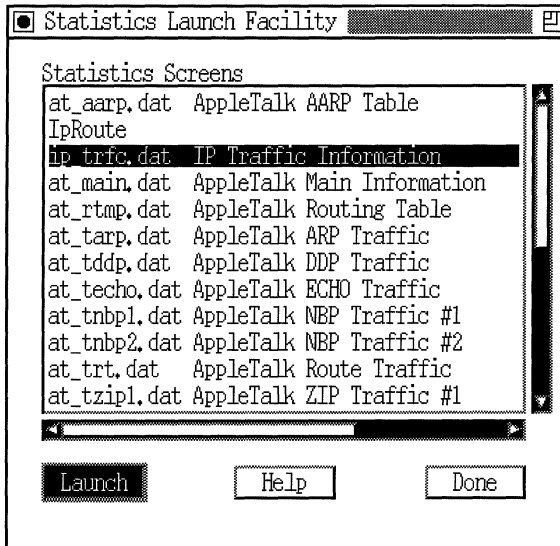 Statistics Launch Facility
Statistics Screens
at_aarp.dat AppleTalk AARP Table
IpRoute
ip_trfc.dat IP Traffic Information
at_main.dat AppleTalk Main Information
at_rtmp.dat AppleTalk Routing Table
at_tarp.dat AppleTalk ARP Traffic
at_tddp.dat AppleTalk DDP Traffic
at_techo.dat AppleTalk ECHO Traffic
at_tnbp1.dat AppleTalk NBP Traffic #1
at_tnbp2.dat AppleTalk NBP Traffic #2
at_trt.dat AppleTalk Route Traffic
at_tzip1.dat AppleTalk ZIP Traffic #1
Launch Help Done